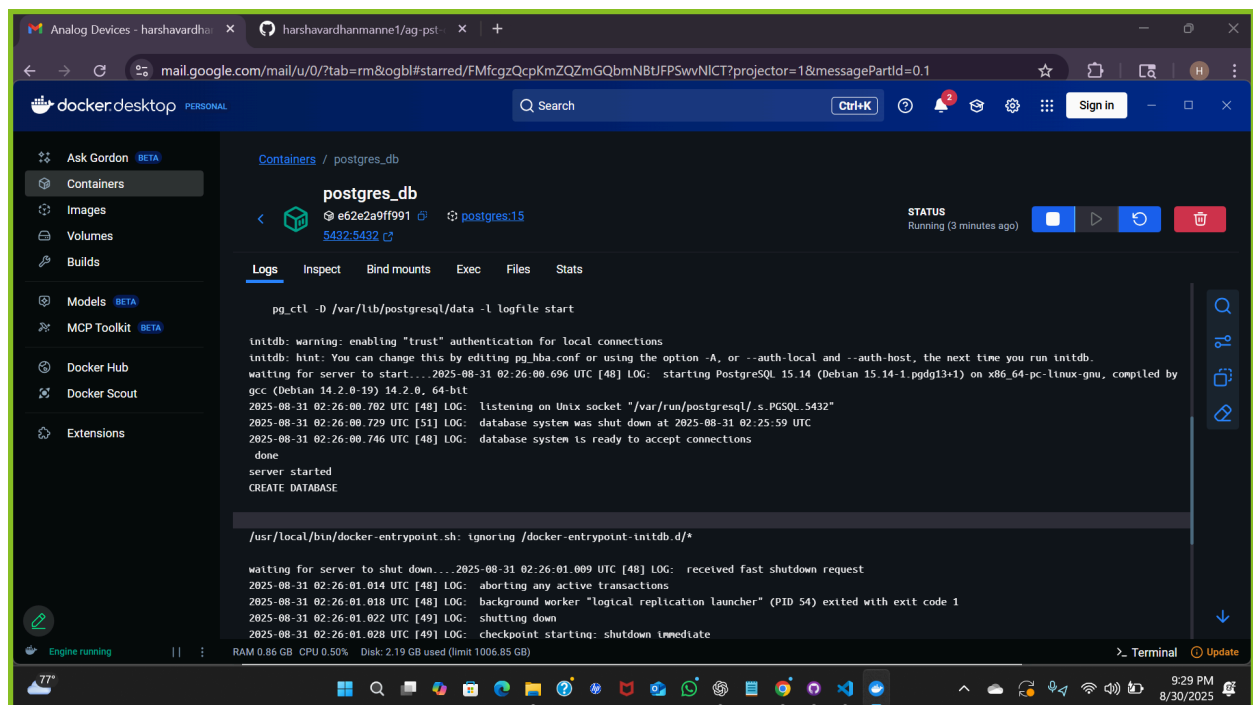 Analog Devices - harshavardhar
harshavardhanmanne1/ag-pst-
mail.google.com/mail/u/0/?tab=rm&ogbl#starred/FMfcgzQcpKmZQZmGQbmNBtJFPSwvNlCT?projector=1&messagePartId=0.1
H
docker.desktop PERSONAL
Search
Ctrl+K
2
Sign in
Ask Gordon BETA
Containers
Images
Volumes
Builds
Models BETA
MCP Toolkit BETA
Docker Hub
Docker Scout
Extensions
Containers / postgres_db
postgres_db
e62e2a9ff991 postgres:15
5432:5432
STATUS
Running (3 minutes ago)
Logs Inspect Bind mounts Exec Files Stats
pg_ctl -D /var/lib/postgresql/data -l logfile start
initdb: warning: enabling "trust" authentication for local connections
initdb: hint: You can change this by editing pg_hba.conf or using the option -A, or --auth-local and --auth-host, the next time you run initdb.
waiting for server to start....2025-08-31 02:26:00.696 UTC [48] LOG:  starting PostgreSQL 15.14 (Debian 15.14-1.pgdg13+1) on x86_64-pc-linux-gnu, compiled by
gcc (Debian 14.2.0-19) 14.2.0, 64-bit
2025-08-31 02:26:00.702 UTC [48] LOG:  listening on Unix socket "/var/run/postgresql/.s.PGSQL.5432"
2025-08-31 02:26:00.729 UTC [51] LOG:  database system was shut down at 2025-08-31 02:25:59 UTC
2025-08-31 02:26:00.746 UTC [48] LOG:  database system is ready to accept connections
done
server started
CREATE DATABASE
/usr/local/bin/docker-entrypoint.sh: ignoring /docker-entrypoint-initdb.d/*
waiting for server to shut down....2025-08-31 02:26:01.009 UTC [48] LOG:  received fast shutdown request
2025-08-31 02:26:01.014 UTC [48] LOG:  aborting any active transactions
2025-08-31 02:26:01.018 UTC [48] LOG:  background worker "logical replication launcher" (PID 54) exited with exit code 1
2025-08-31 02:26:01.022 UTC [49] LOG:  shutting down
2025-08-31 02:26:01.028 UTC [49] LOG:  checkpoint starting: shutdown immediate
Engine running
RAM 0.86 GB CPU 0.50% Disk: 2.19 GB used (limit 1006.85 GB)
>_ Terminal
Update
77°
9:29 PM
8/30/2025